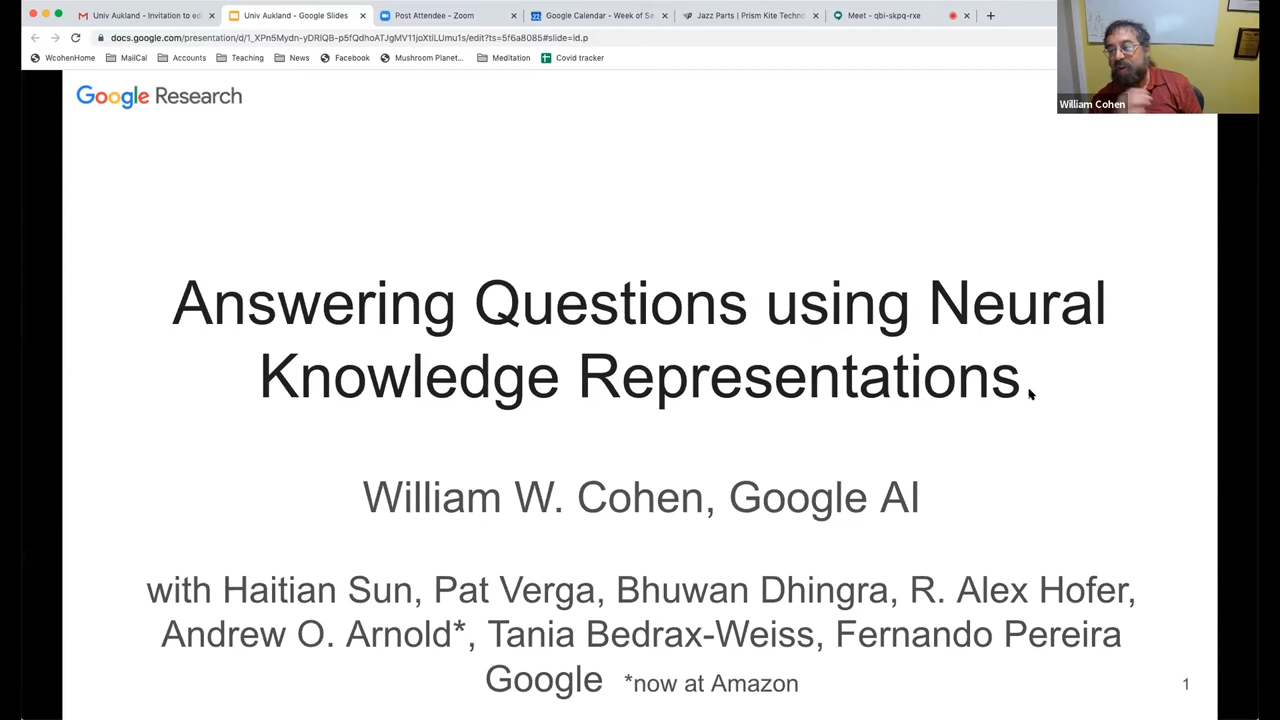 Univ Aukland - Invitation to ed
Univ Aukland - Google Slides
Post Attendee - Zoom
Google Calendar - Week of Se
Jazz Parts | Prism Kite Techno
Meet - qbi-skpq-rxe
docs.google.com/presentation/d/1_XPn5Mydn-yDRlQB-p5fQdhoATJgMV11joXtlLUmu1s/edit?ts=5f6a8085#slide=id.p
WcohenHome
MailCal
Accounts
Teaching
News
Facebook
Mushroom Planet...
Meditation
Covid tracker
William Cohen
Google Research
Answering Questions using Neural
Knowledge Representations
William W. Cohen, Google AI
with Haitian Sun, Pat Verga, Bhuwan Dhingra, R. Alex Hofer,
Andrew O. Arnold*, Tania Bedrax-Weiss, Fernando Pereira
Google *now at Amazon
1